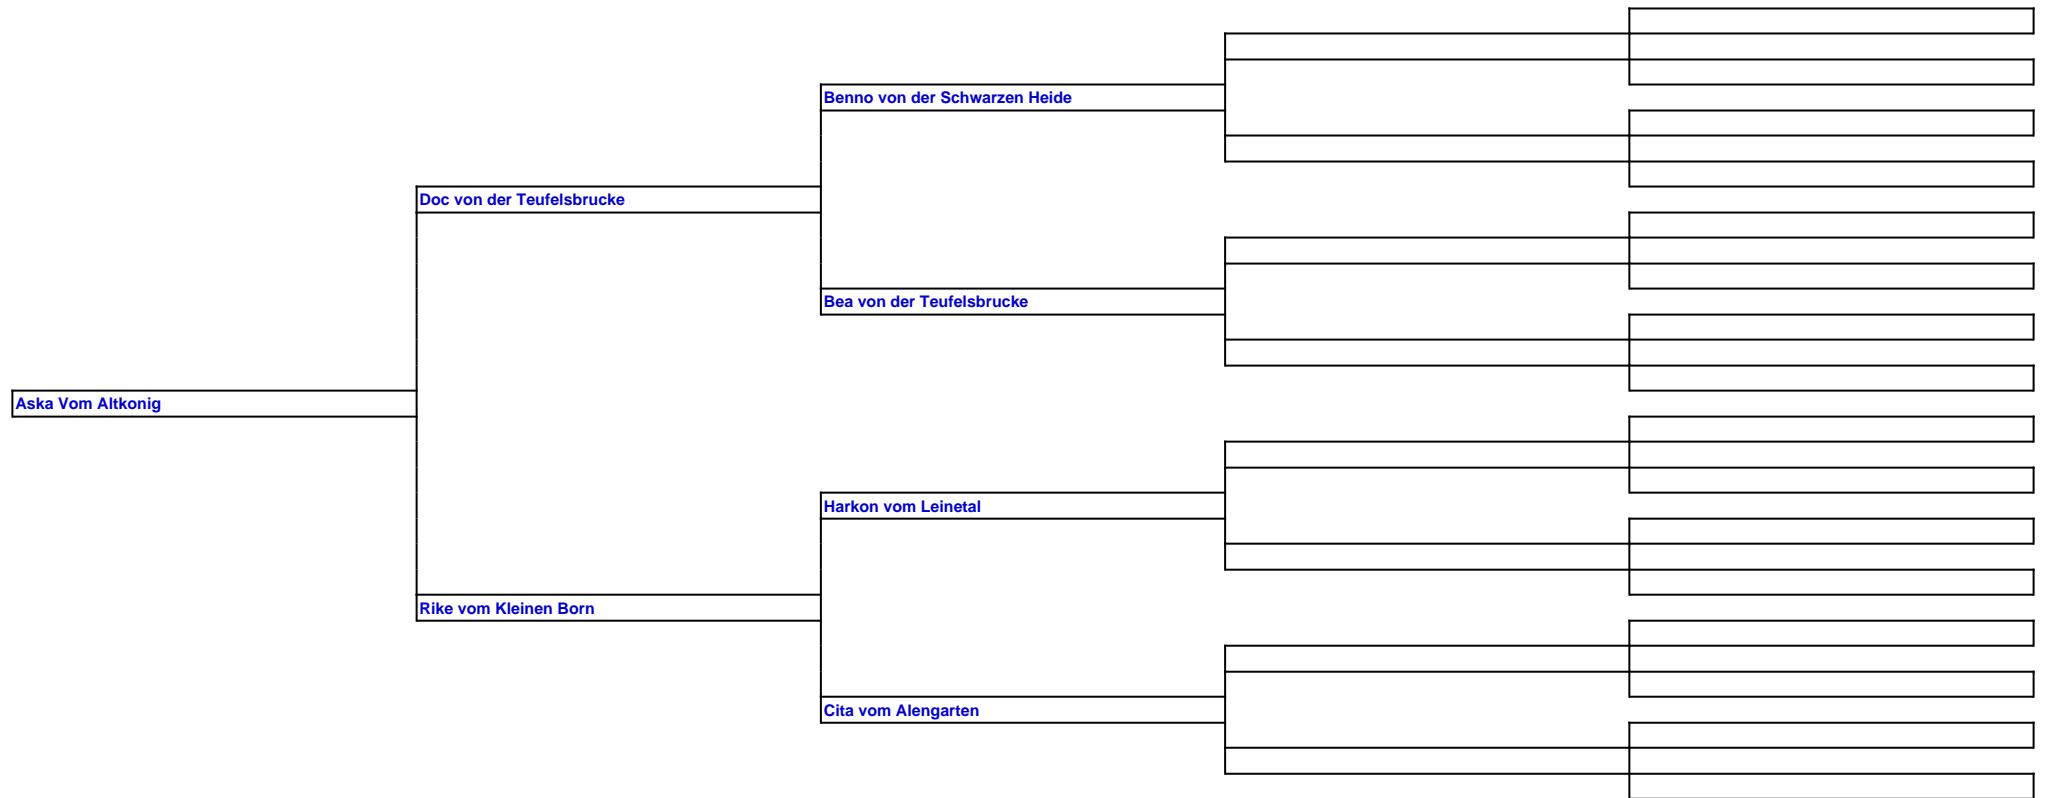 Benno von der Schwarzen Heide
Doc von der Teufelsbrucke
Bea von der Teufelsbrucke
Aska Vom Altkonig
Harkon vom Leinetal
Rike vom Kleinen Born
Cita vom Alengarten